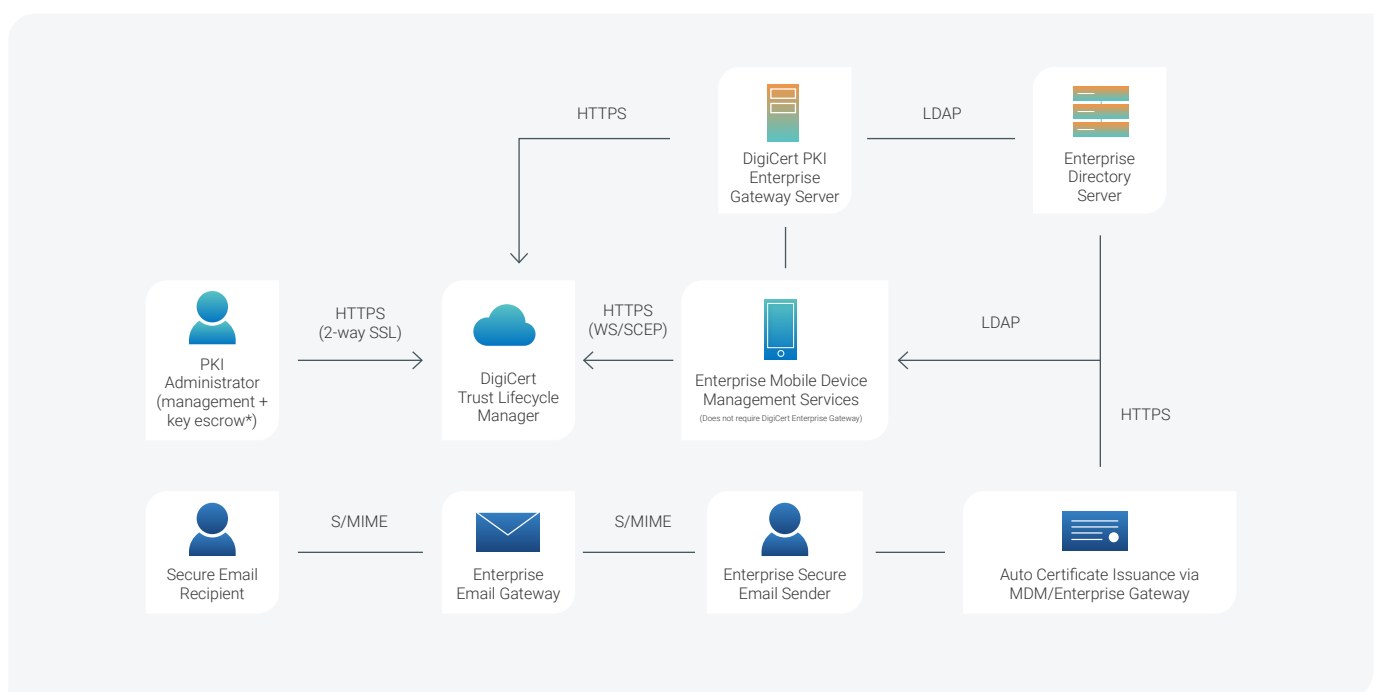 HTTPS
LDAP
DigiCert PKI
Enterprise
Gateway Server
Enterprise
Directory
Server
HTTPS
(2-way SSL)
HTTPS
(WS/SCEP)
LDAP
PKI
Administrator
(management +
key escrow*)
DigiCert
Trust Lifecycle
Manager
Enterprise Mobile Device
Management Services
(Does not require DigiCert Enterprise Gateway)
HTTPS
S/MIME
S/MIME
Secure Email
Recipient
Enterprise
Email Gateway
Enterprise Secure
Email Sender
Auto Certificate Issuance via
MDM/Enterprise Gateway